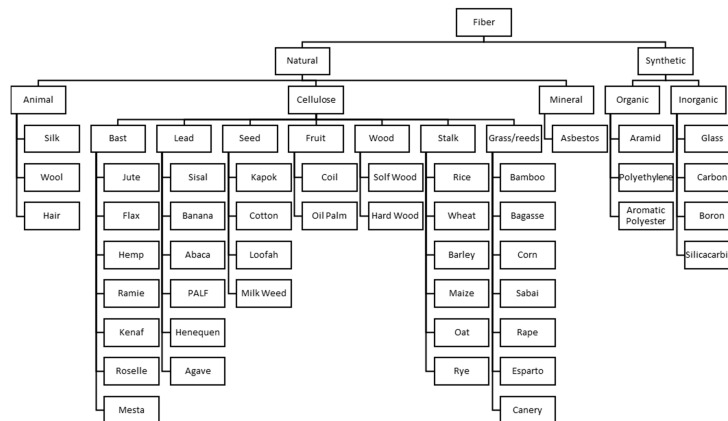 Fiber
Natural
Synthetic
Animal
Cellulose
Mineral
Organic
Inorganic
Silk
Bast
Lead
Seed
Fruit
Wood
Stalk
Grass/reeds
Asbestos
Aramid
Glass
Wool
Jute
Sisal
Kapok
Coil
Solf Wood
Rice
Bamboo
Polyethylene
Carbon
Hair
Flax
Banana
Cotton
Oil Palm
Hard Wood
Wheat
Bagasse
Aromatic
Polyester
Boron
Hemp
Abaca
Loofah
Barley
Corn
Silicacarbi
Ramie
PALF
Milk Weed
Maize
Sabai
Kenaf
Henequen
Oat
Rape
Roselle
Agave
Rye
Esparto
Mesta
Canery